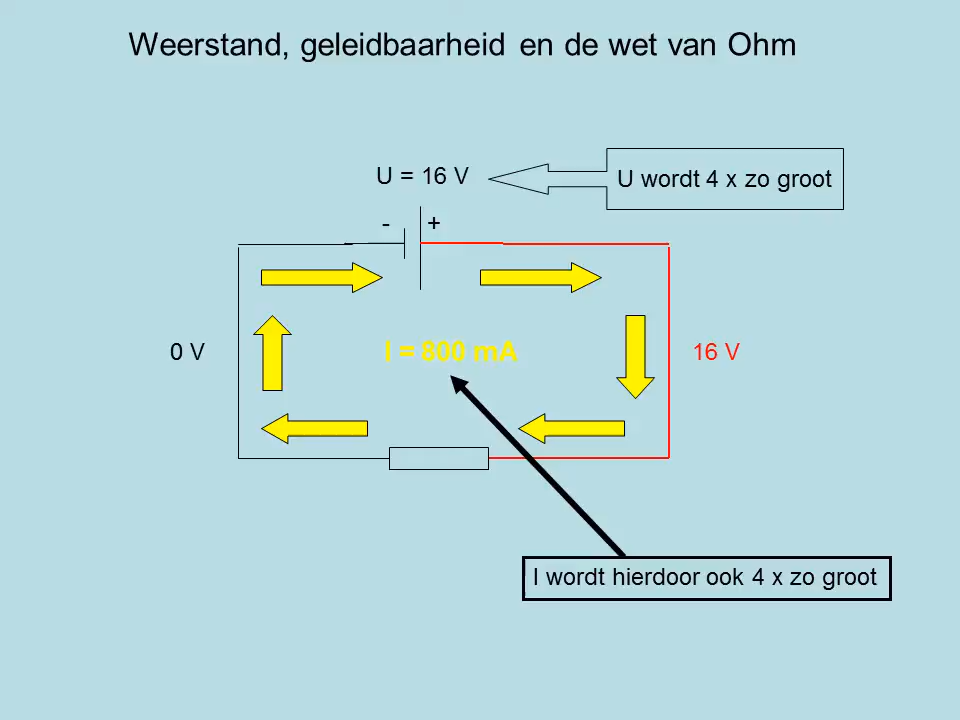 Weerstand, geleidbaarheid en de wet van Ohm
U = 16 V
U wordt 4 x zo groot
- +
0 V
I = 800 mA
16 V
I wordt hierdoor ook 4 x zo groot